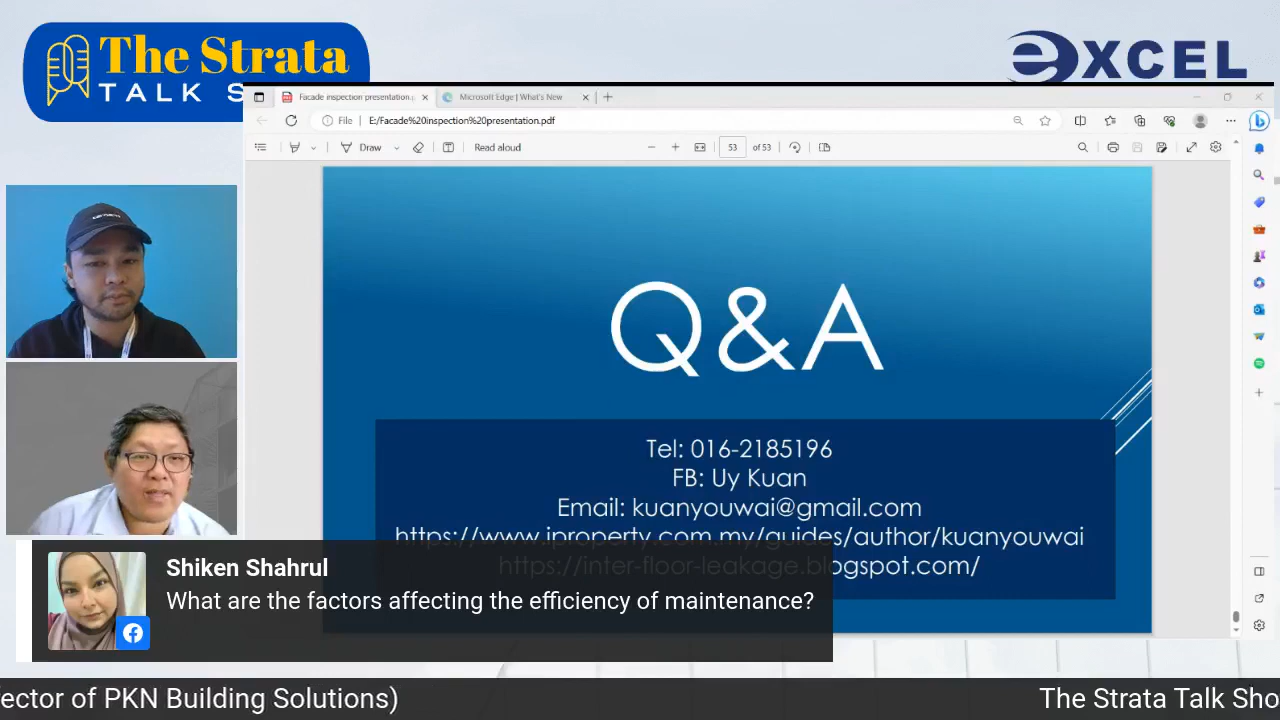 The Strata
TALK S
EXCEL
Facade inspection presentation.p
Microsoft Edge | What's New
File
E:/Facade%20inspection%20presentation.pdf
Draw
Read aloud
53
of 53
Q&A
Tel: 016-2185196
FB: Uy Kuan
Email: kuanyouwai@gmail.com
https://www.iproperty.com.my/guides/author/kuanyouwai
https://inter-floor-leakage.blogspot.com/
Shiken Shahrul
What are the factors affecting the efficiency of maintenance?
ector of PKN Building Solutions)
The Strata Talk Sho